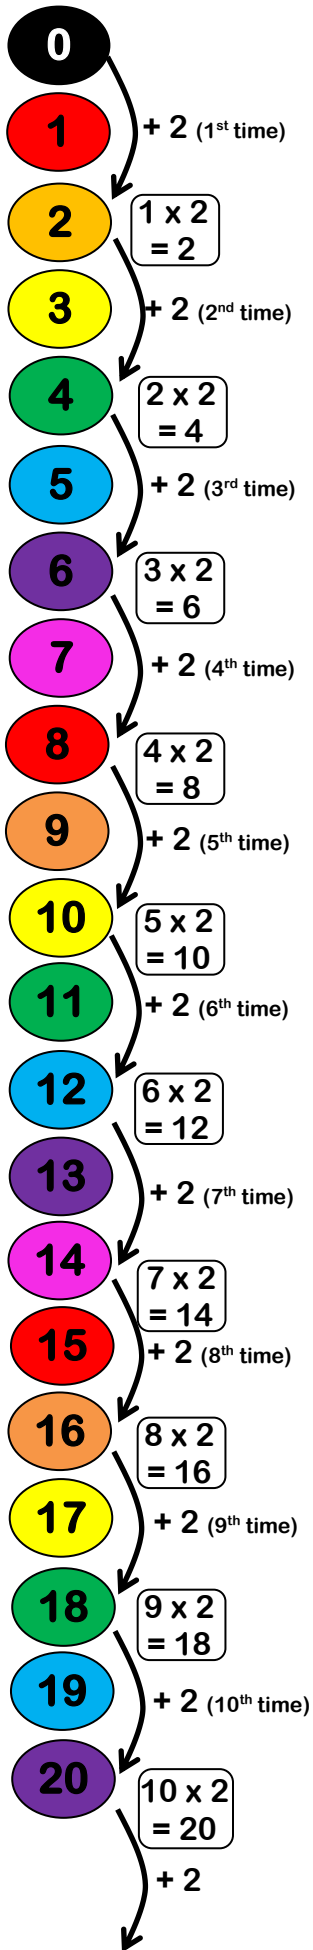 0
1
+ 2 (1st time)
2
1 x 2
= 2
3
+ 2 (2nd time)
4
2 x 2
= 4
5
+ 2 (3rd time)
6
3 x 2
= 6
7
+ 2 (4th time)
8
4 x 2
= 8
9
+ 2 (5th time)
10
5 x 2
= 10
11
+ 2 (6th time)
12
6 x 2
= 12
13
+ 2 (7th time)
14
7 x 2
= 14
15
+ 2 (8th time)
16
8 x 2
= 16
17
+ 2 (9th time)
18
9 x 2
= 18
19
+ 2 (10th time)
20
10 x 2
= 20
+ 2